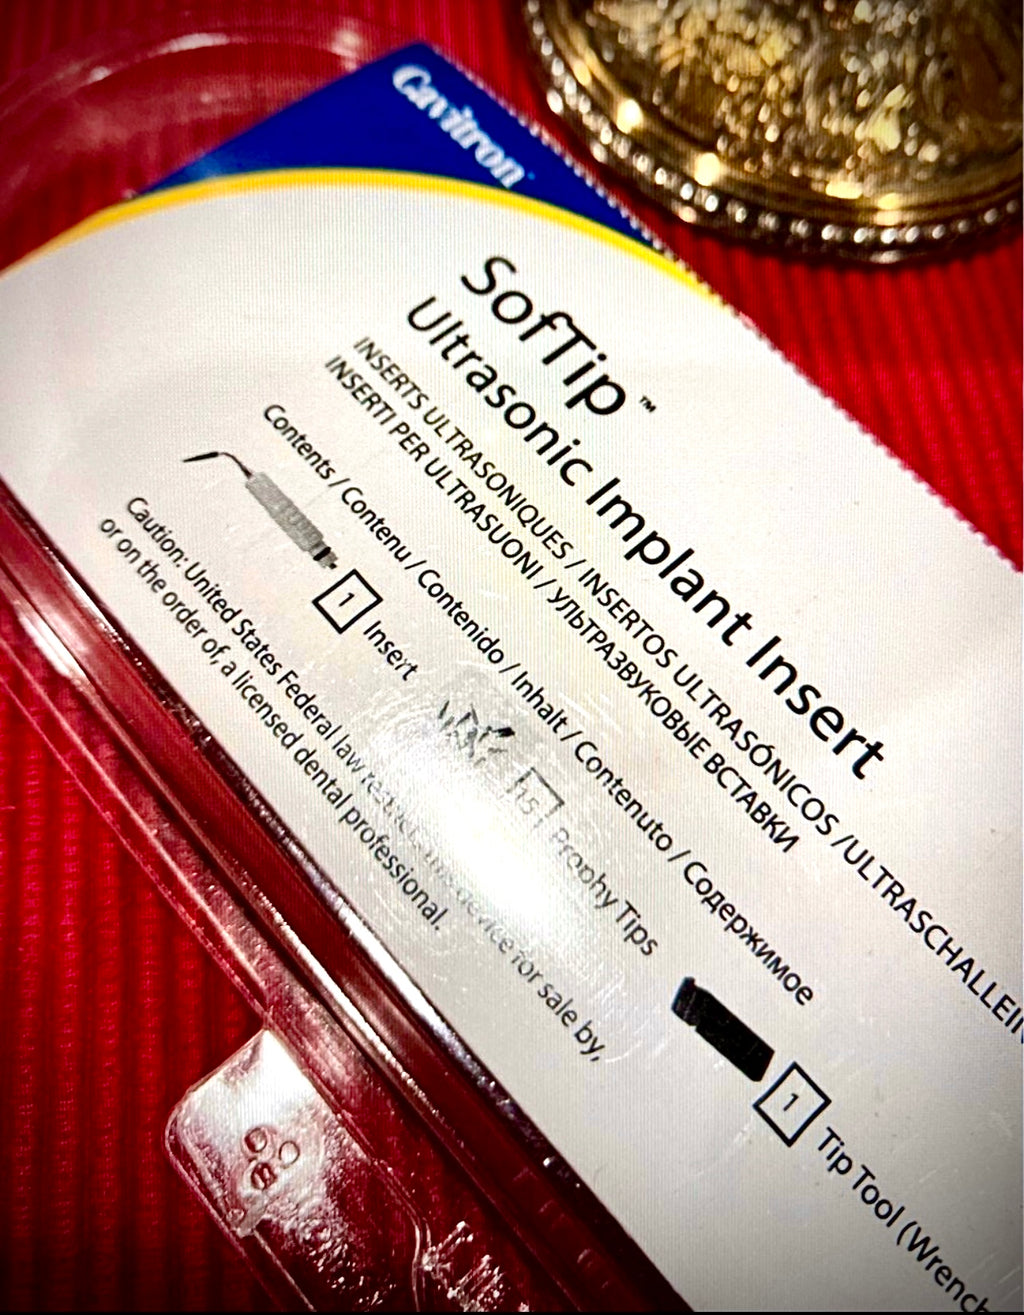 Cavitron
SofTip™
Ultrasonic Implant Insert
INSERTS ULTRASONIQUES / INSERTOS ULTRASÓNICOS /ULTRASCHALLEIN
INSERTI PER ULTRASUONI / УЛЬТРАЗВУКОВЫЕ ВСТАВКИ
Contents / Contenu / Contenido / Inhalt / Contenuto / Содержимое
1 Insert
15 Prophy Tips
1 Tip Tool (Wrench
Caution: United States Federal law restricts this device for sale by,
or on the order of, a licensed dental professional.